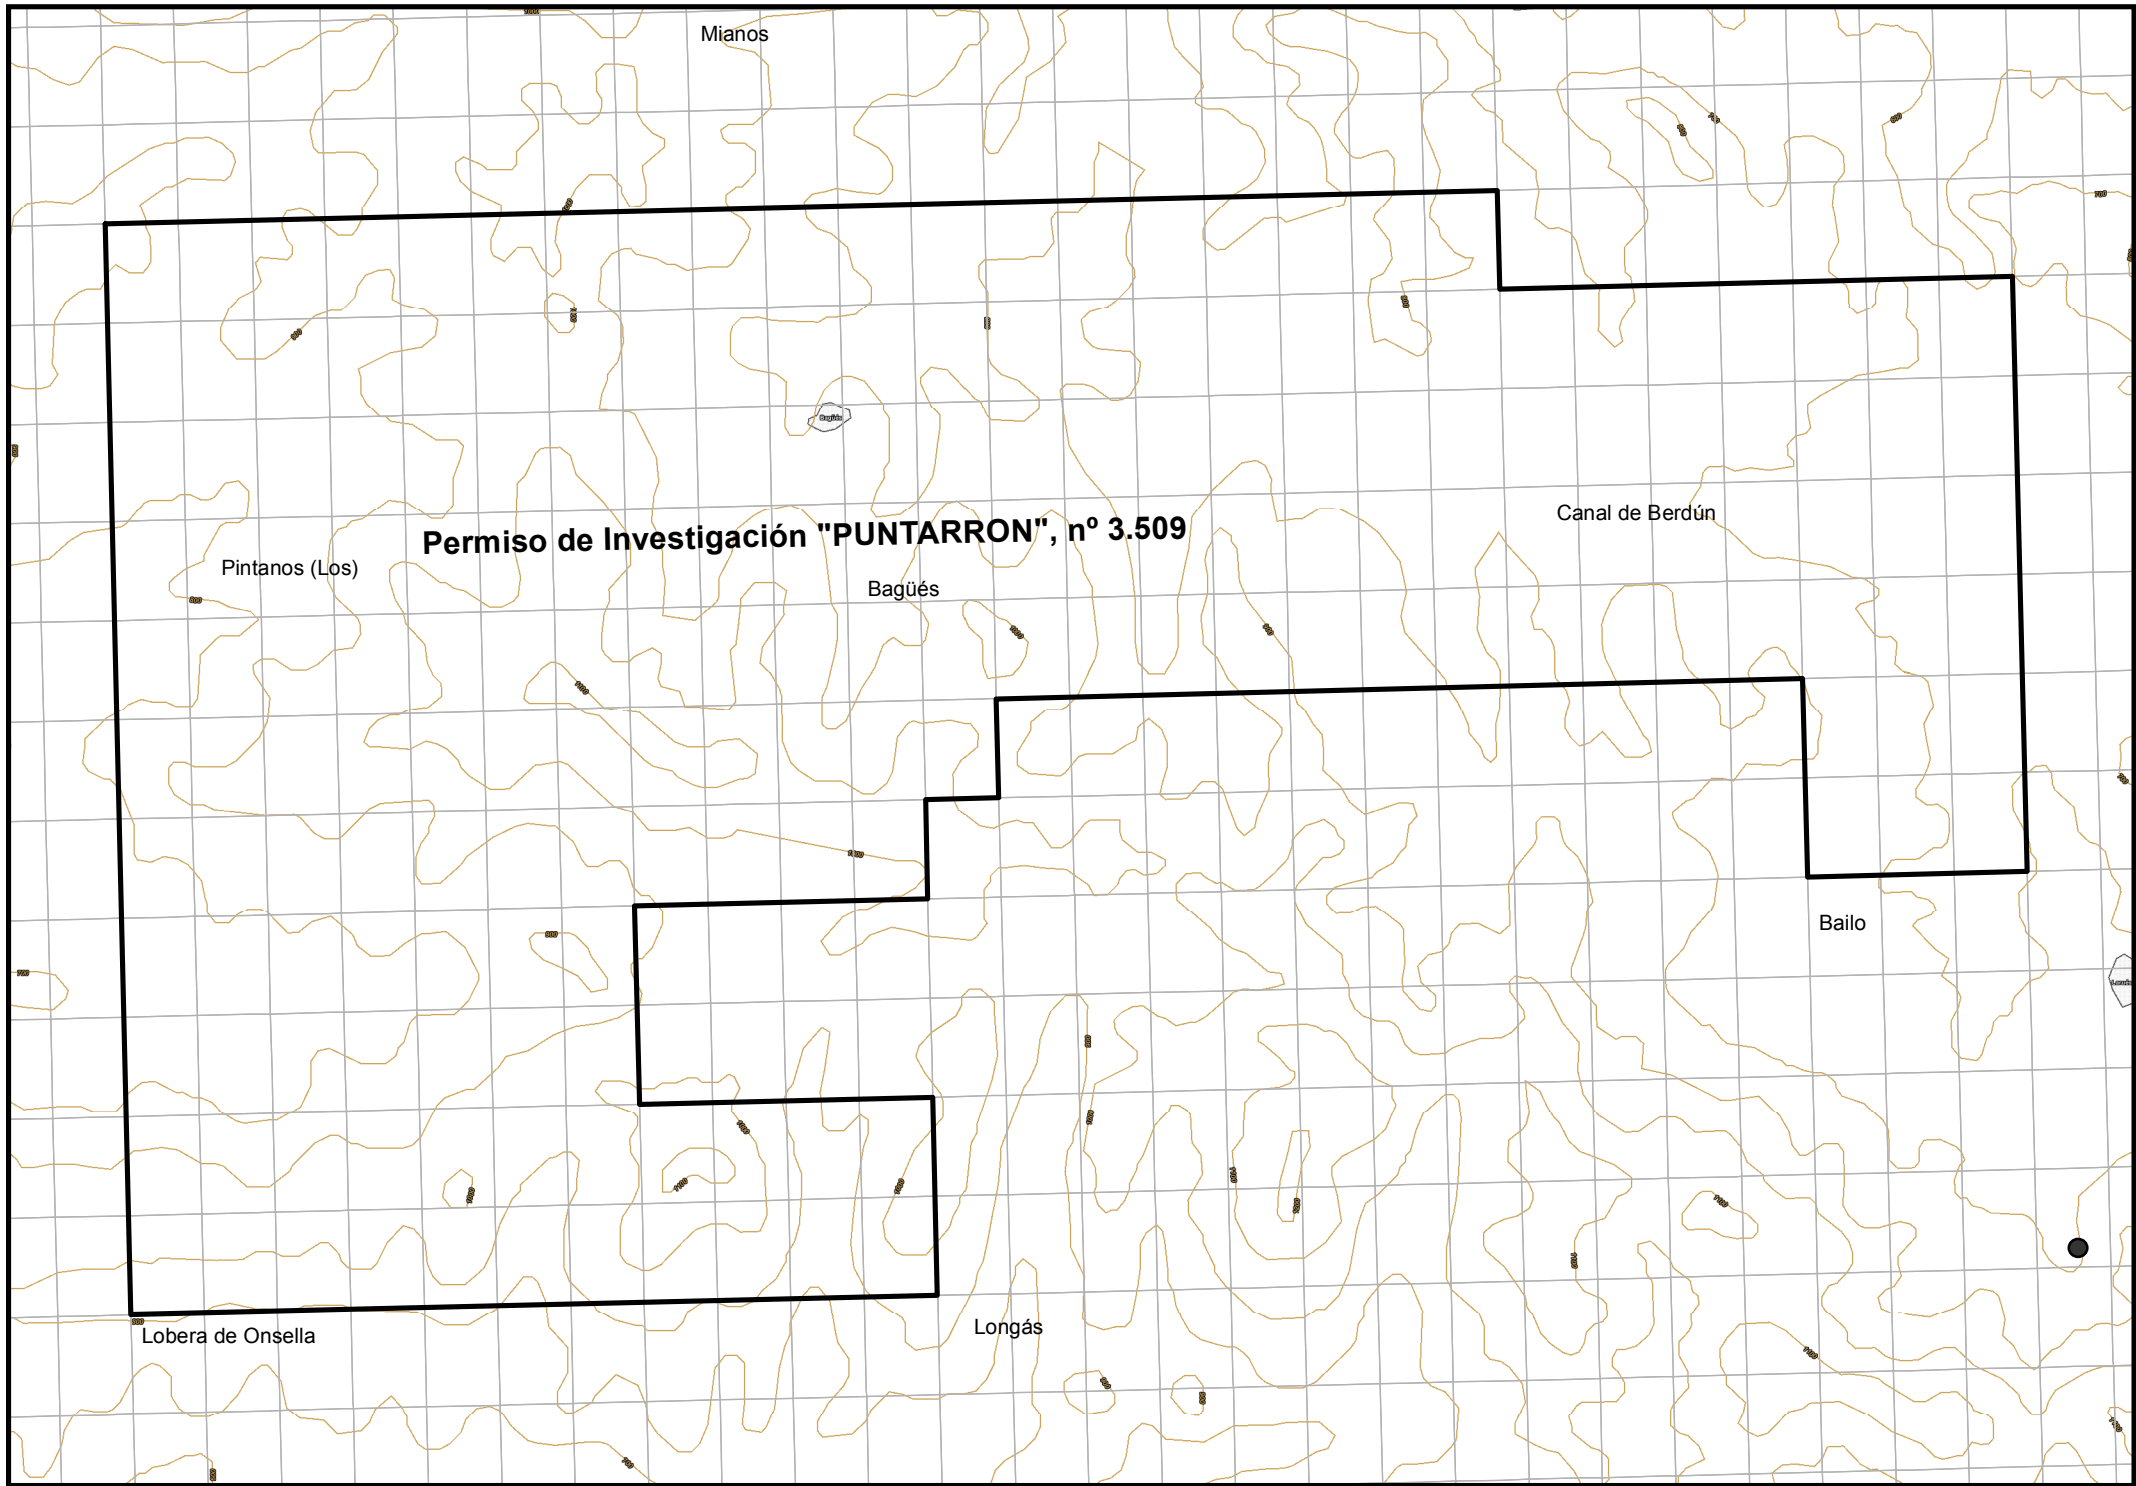 Mianos
Bagüés
Permiso de Investigación "PUNTARRON", nº 3.509
Canal de Berdún
Pintanos (Los)
Bagüés
Bailo
Longás
Lobera de Onsella